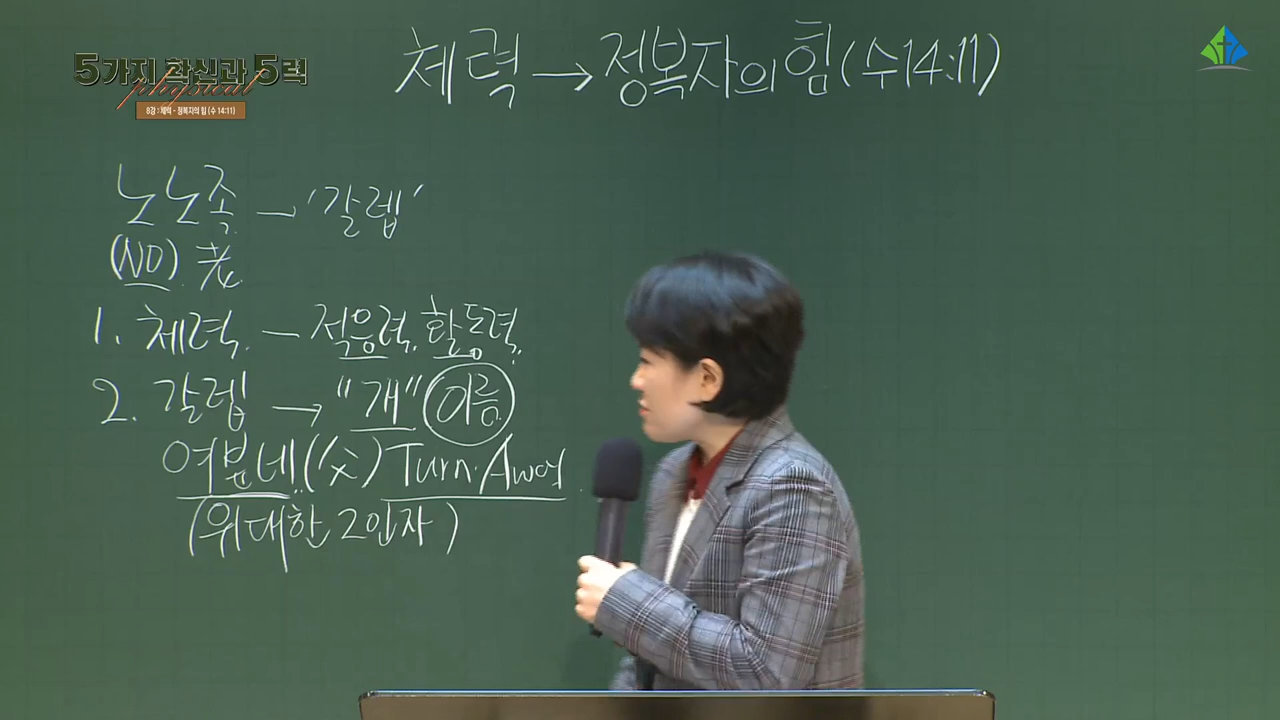 5가지 확신과 5력
physical
8강 : 체력 - 정복자의 힘 (수 14:11)
체력 → 정복자의 힘 (수 14:11)
노노족 → '갈렙'
(NO). 老.
1. 체력. - 적응력. 활동력.
2. 갈렙 → "개" 이름.
여분네. (父) Turn. Away.
(위대한 2인자)